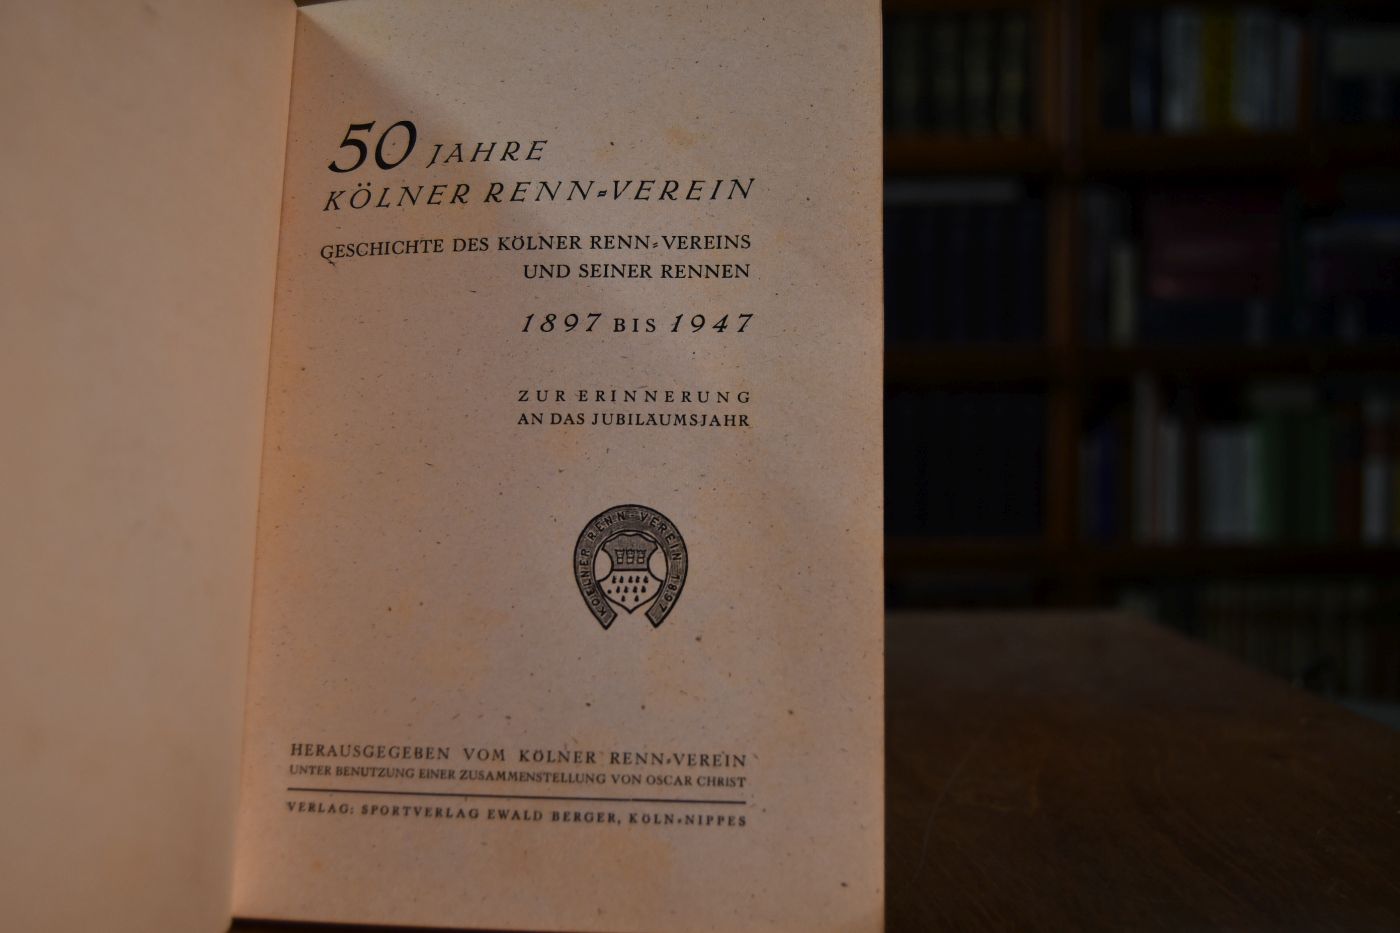 50 JAHRE
KÖLNER RENN-VEREIN
GESCHICHTE DES KÖLNER RENN-VEREINS
UND SEINER RENNEN
1897 BIS 1947
ZUR ERINNERUNG
AN DAS JUBILÄUMSJAHR
KOELNER RENN-VEREIN 1897
HERAUSGEGEBEN VOM KÖLNER RENN-VEREIN
UNTER BENUTZUNG EINER ZUSAMMENSTELLUNG VON OSCAR CHRIST
VERLAG: SPORTVERLAG EWALD BERGER, KÖLN-NIPPES